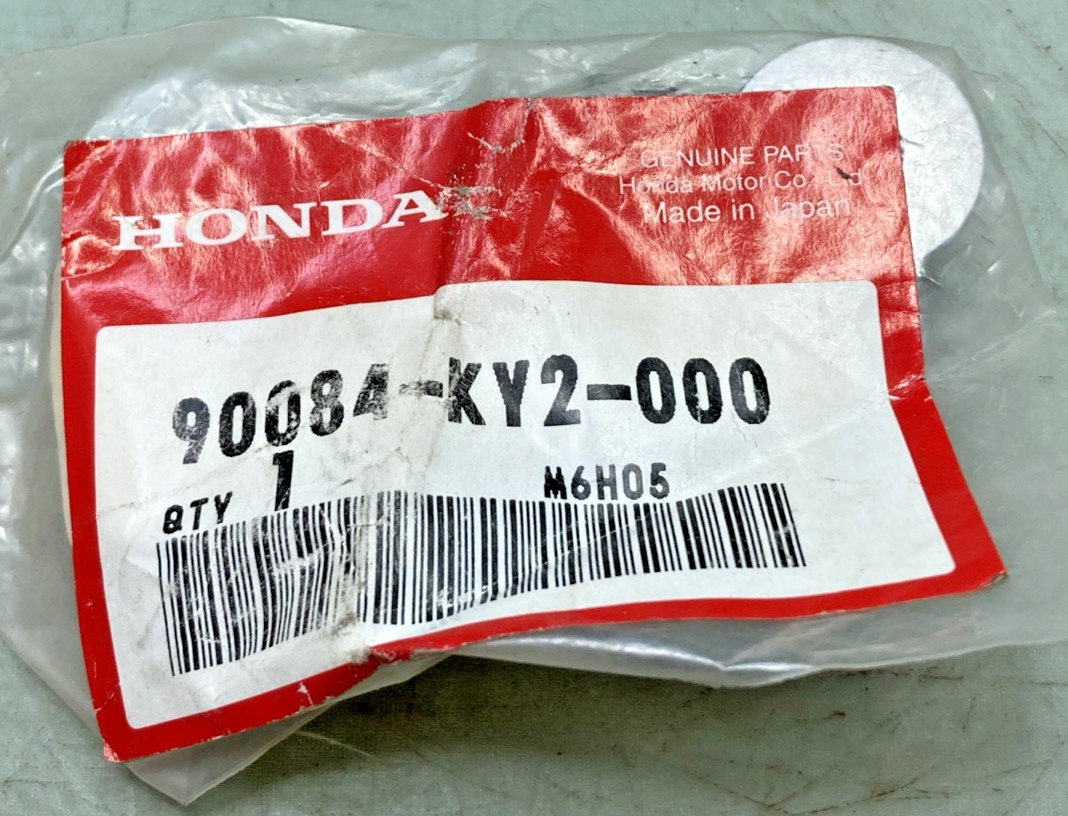 HONDA
GENUINE PARTS
Honda Motor Co., Ltd
Made in Japan
90084-KY2-000
QTY 1
M6H05